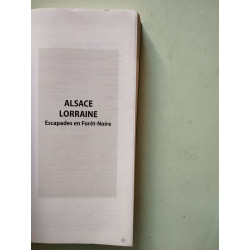 ALSACE
LORRAINE
Escapades en Forêt-Noire